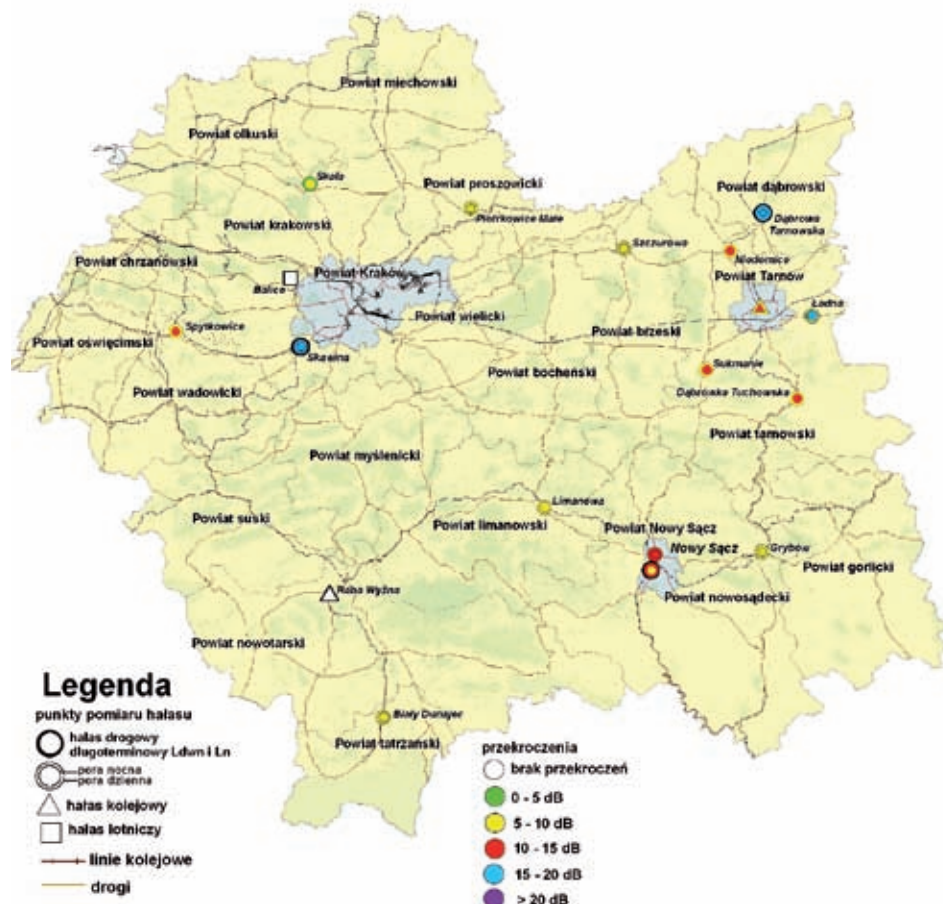 Powiat miechowski
Powiat olkuski
Skała
Powiat proszowicki
Powiat dąbrowski
Piotrkowice Małe
Dąbrowa
Tarnowska
Powiat krakowski
Szczurowa
Niedomice
Powiat chrzanowski
Powiat Kraków
Powiat Tarnów
Balice
Ładna
Powiat wielicki
Spytkowice
Powiat brzeski
Powiat oświęcimski
Skawina
Sukmanie
Powiat bocheński
Powiat wadowicki
Dąbrówka Tuchowska
Powiat tarnowski
Powiat myślenicki
Limanowa
Powiat suski
Powiat limanowski
Powiat Nowy Sącz
Nowy Sącz
Grybów
Powiat gorlicki
Raba Wyżna
Powiat nowosądecki
Powiat nowotarski
Biały Dunajec
Powiat tatrzański
Legenda
punkty pomiaru hałasu
hałas drogowy
długoterminowy Ldwn i Ln
pora nocna
pora dzienna
hałas kolejowy
hałas lotniczy
linie kolejowe
drogi
przekroczenia
brak przekroczeń
0 - 5 dB
5 - 10 dB
10 - 15 dB
15 - 20 dB
> 20 dB